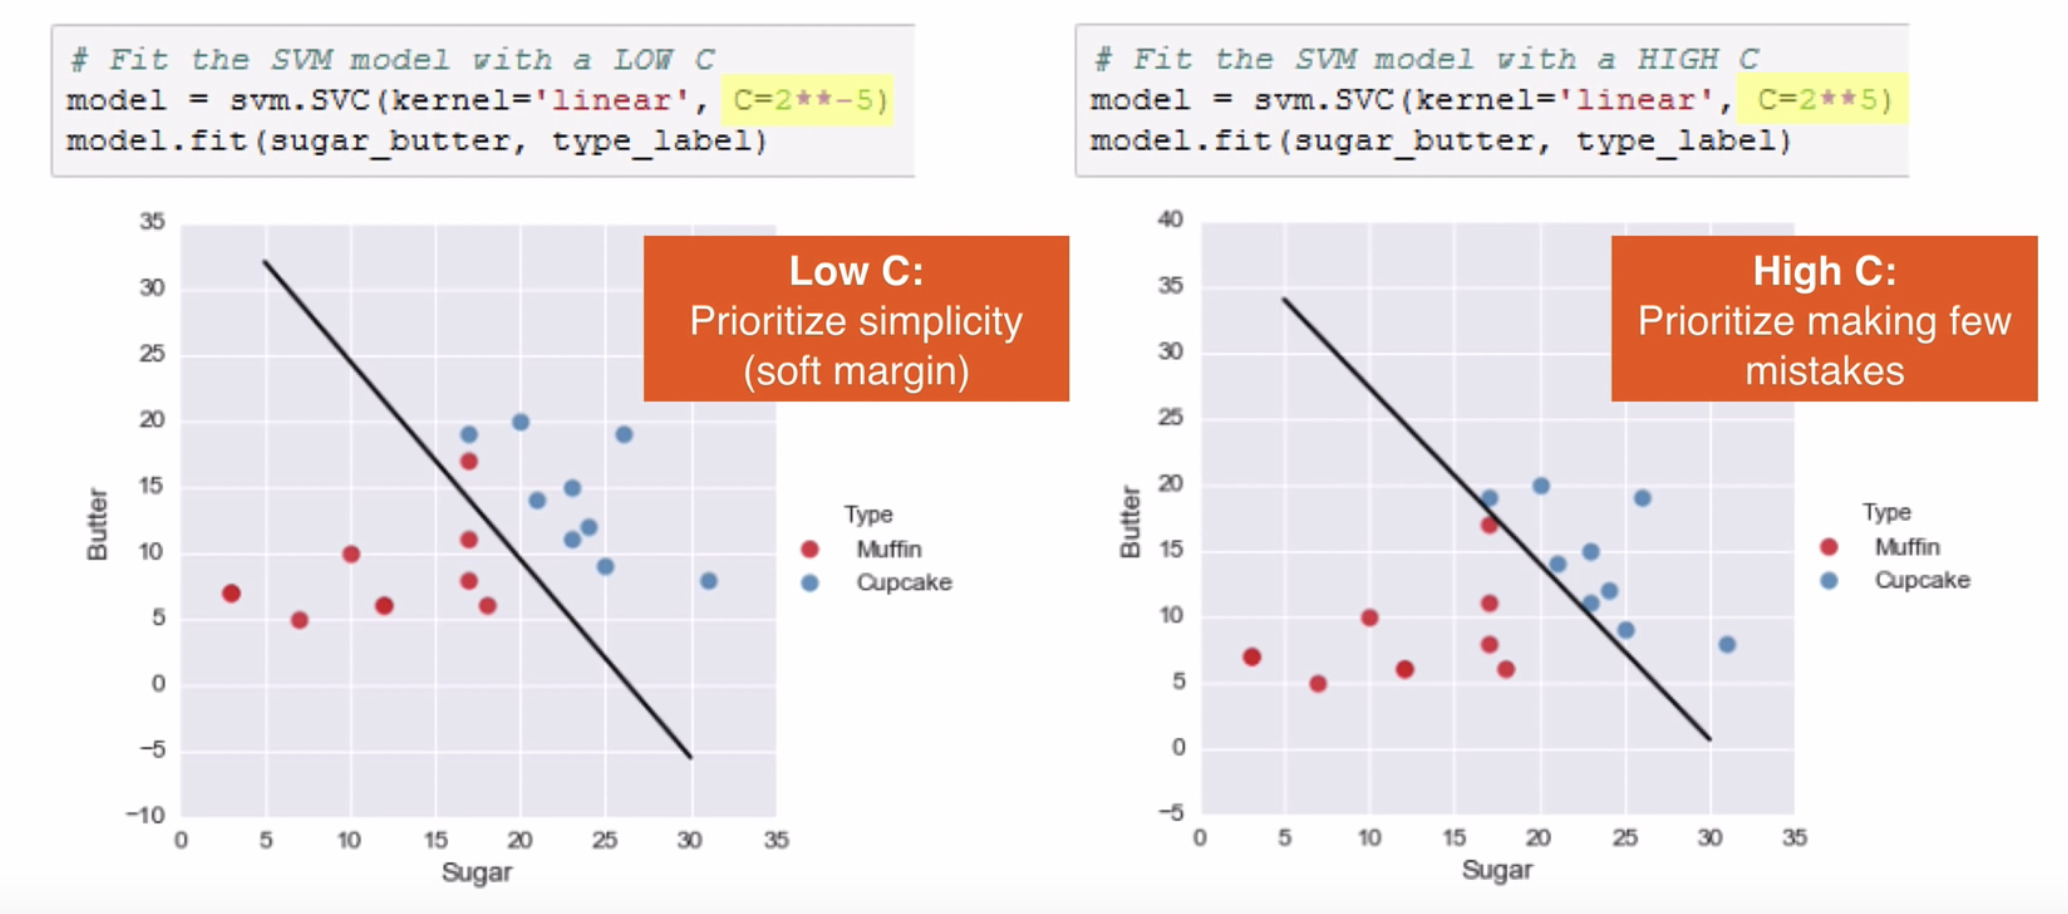 # Fit the SVM model with a LOW C
model = svm.SVC(kernel='linear', C=2**-5)
model.fit(sugar_butter, type_label)
35
30
25
20
15
10
5
0
−5
−10
0 5 10 15 20 25 30 35
Butter
Sugar
Low C:
Prioritize simplicity
(soft margin)
Type
Muffin
Cupcake
# Fit the SVM model with a HIGH C
model = svm.SVC(kernel='linear', C=2**5)
model.fit(sugar_butter, type_label)
40
35
30
25
20
15
10
5
0
−5
0 5 10 15 20 25 30 35
Butter
Sugar
High C:
Prioritize making few
mistakes
Type
Muffin
Cupcake